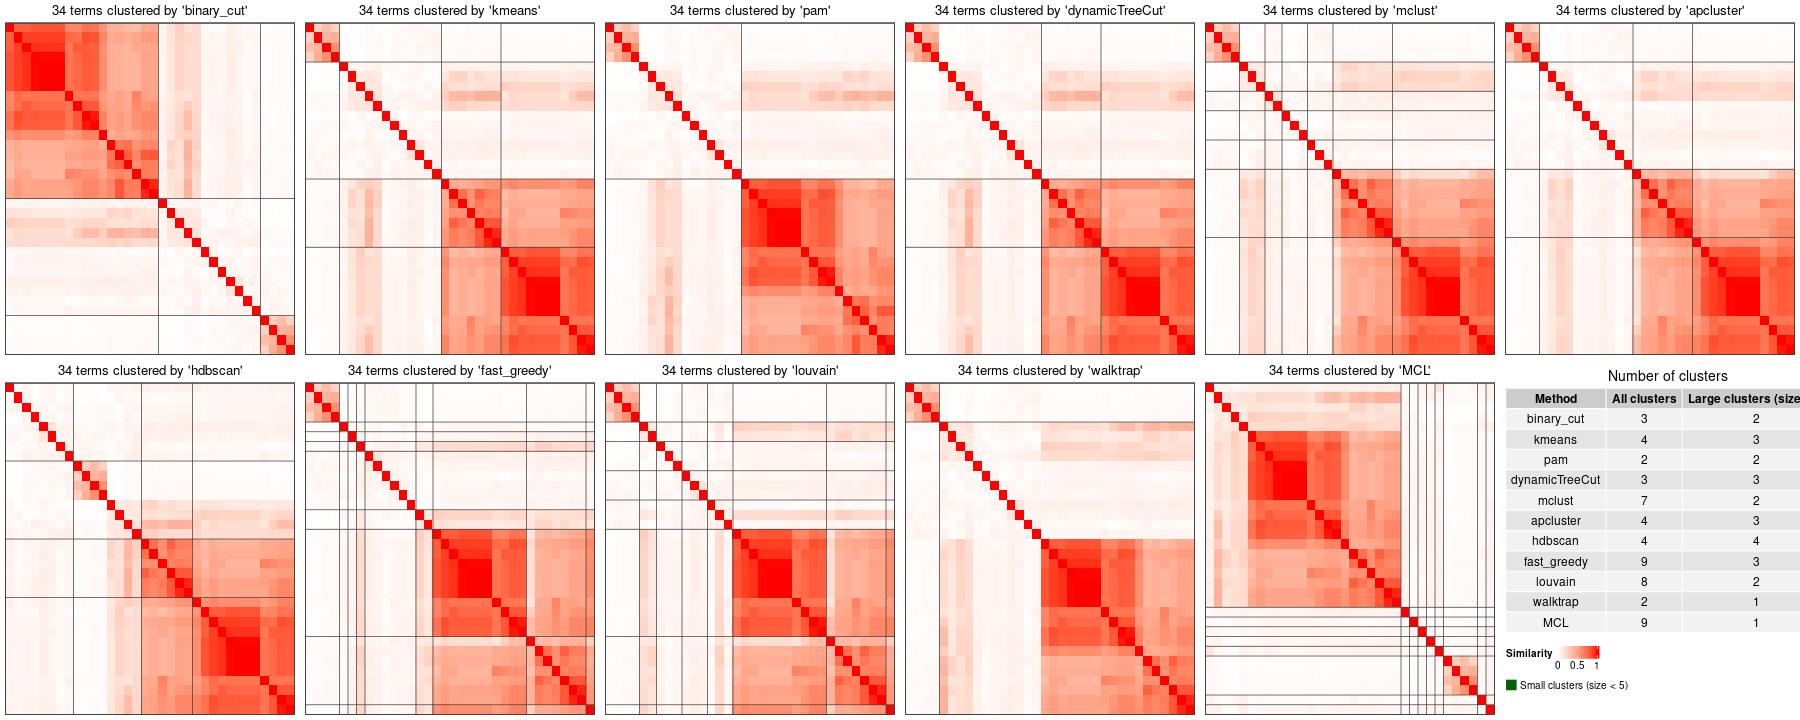 34 terms clustered by 'binary_cut'
34 terms clustered by 'kmeans'
34 terms clustered by 'pam'
34 terms clustered by 'dynamicTreeCut'
34 terms clustered by 'mclust'
34 terms clustered by 'apcluster'
34 terms clustered by 'hdbscan'
34 terms clustered by 'fast_greedy'
34 terms clustered by 'louvain'
34 terms clustered by 'walktrap'
34 terms clustered by 'MCL'
Number of clusters
Method All clusters Large clusters (size
binary_cut 3 2
kmeans 4 3
pam 2 2
dynamicTreeCut 3 3
mclust 7 2
apcluster 4 3
hdbscan 4 4
fast_greedy 9 3
louvain 8 2
walktrap 2 1
MCL 9 1
Similarity
0 0.5 1
Small clusters (size < 5)